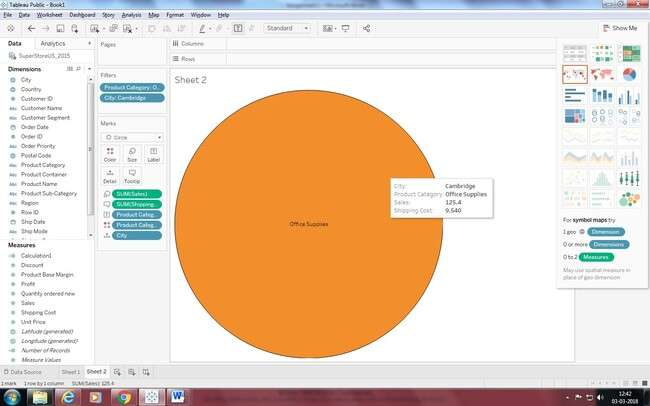 Tableau Public - Book1
File Data Worksheet Dashboard Story Analysis Map Format Window Help
Standard
Show Me
Data Analytics
SuperStoreUS_2015
Dimensions
City
Country
Customer ID
Customer Name
Customer Segment
Order Date
Order ID
Order Priority
Postal Code
Product Category
Product Container
Product Name
Product Sub-Category
Region
Row ID
Ship Date
Ship Mode
Measures
Calculation1
Discount
Product Base Margin
Profit
Quantity ordered new
Sales
Shipping Cost
Unit Price
Latitude (generated)
Longitude (generated)
Number of Records
Measure Values
Pages
Filters
Product Category: O..
City: Cambridge
Marks
Circle
Color Size Label
Detail Tooltip
SUM(Sales)
SUM(Shipping..
Product Categ..
Product Categ..
City
Columns
Rows
Sheet 2
Office Supplies
City: Cambridge
Product Category: Office Supplies
Sales: 125.4
Shipping Cost: 9.540
For symbol maps try
1 geo Dimension
0 or more Dimensions
0 to 2 Measures
May use spatial measure in
place of geo dimension
Data Source Sheet 1 Sheet 2
1 mark 1 row by 1 column SUM(Sales): 125.4
12:42
03-03-2018